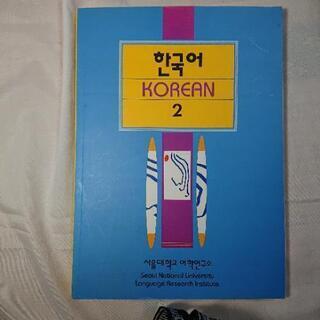 한국어
KOREAN
2
서울대학교 어학연구소
Seoul National University
Language Research Institute